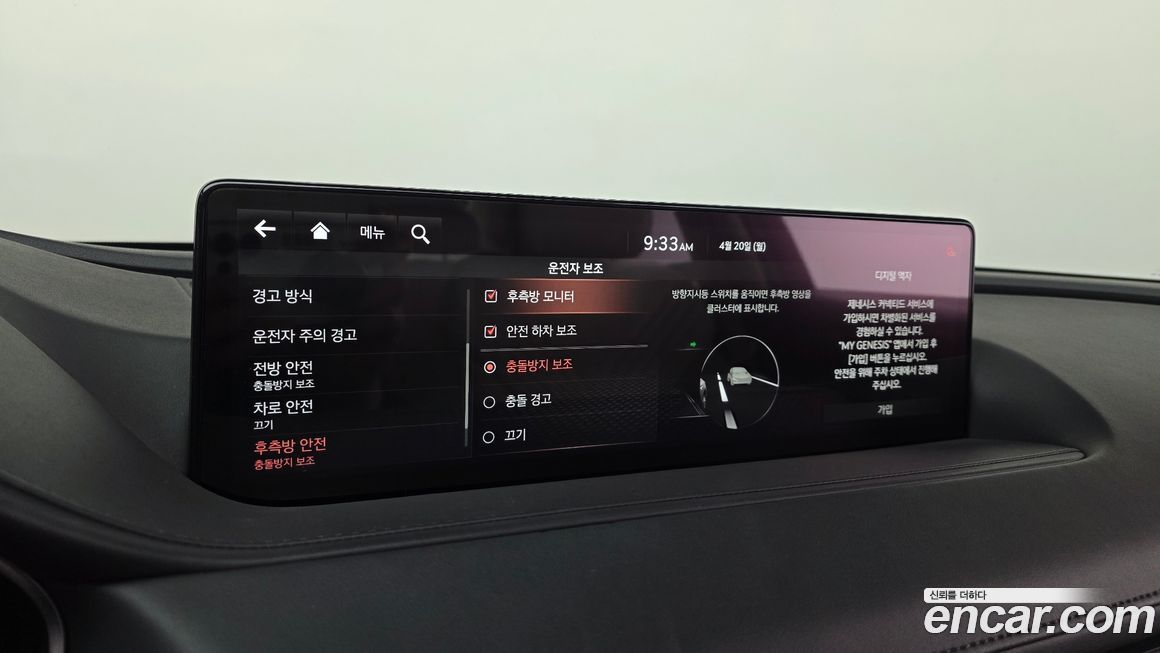 메뉴
9:33AM
4월 20일 (월)
운전자 보조
경고 방식
운전자 주의 경고
전방 안전
충돌방지 보조
차로 안전
끄기
후측방 안전
충돌방지 보조
후측방 모니터
안전 하차 보조
충돌방지 보조
충돌 경고
끄기
방향지시등 스위치를 움직이면 후측방 영상을
클러스터에 표시합니다.
디지털 액자
제네시스 커넥티드 서비스에
가입하시면 차별화된 서비스를
경험하실 수 있습니다.
"MY GENESIS" 앱에서 가입 후
[가입] 버튼을 누르십시오.
안전을 위해 주차 상태에서 진행해
주십시오.
가입
신뢰를 더하다
encar.com